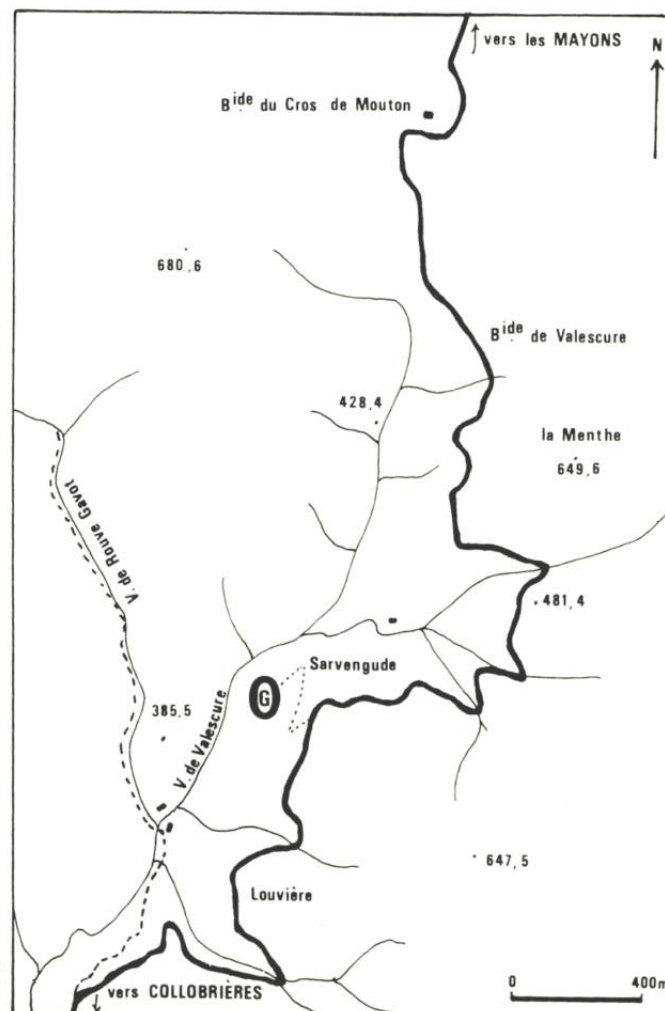 vers les MAYONS
N
Bide du Cros de Mouton
680,6
Bide de Valescure
428,4
la Menthe
649,6
V. de Rouve Gavot
481,4
Sarvengude
G
385,5
V. de Valescure
647,5
Louvière
vers COLLOBRIÈRES
0 400m